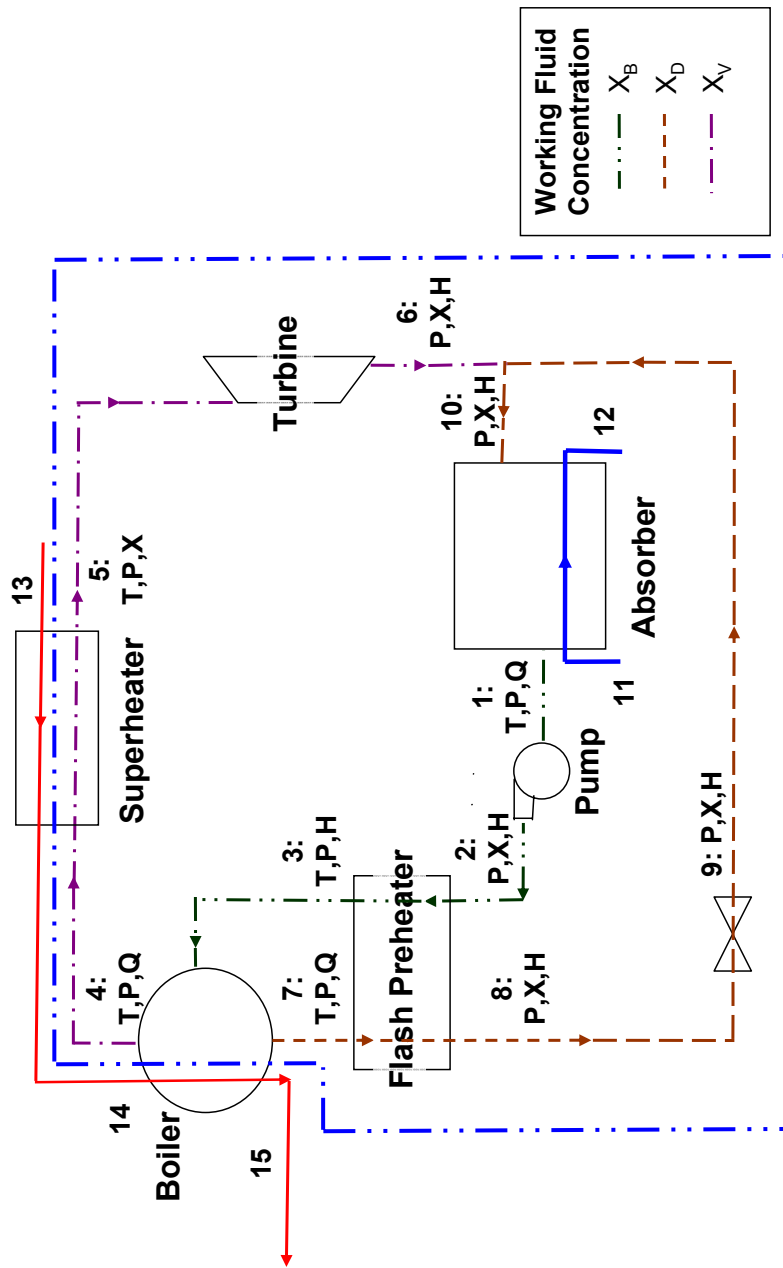 13
Superheater
5:
T,P,X
4:
T,P,Q
14
Boiler
15
3:
T,P,H
7:
T,P,Q
Flash Preheater
2:
P,X,H
8:
P,X,H
Pump
1:
T,P,Q
11
Absorber
12
10:
P,X,H
Turbine
6:
P,X,H
9: P,X,H
Working Fluid
Concentration
X_B
X_D
X_V